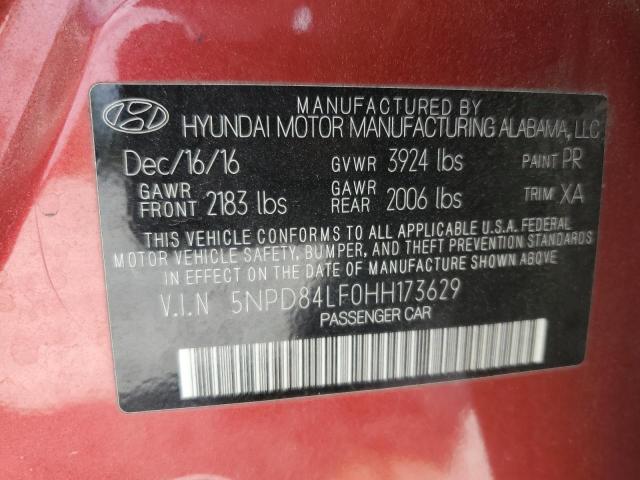 MANUFACTURED BY
HYUNDAI MOTOR MANUFACTURING ALABAMA, LLC
Dec/16/16 GVWR 3924 lbs PAINT PR
GAWR FRONT 2183 lbs GAWR REAR 2006 lbs TRIM XA
THIS VEHICLE CONFORMS TO ALL APPLICABLE U.S.A. FEDERAL
MOTOR VEHICLE SAFETY, BUMPER, AND THEFT PREVENTION STANDARDS
IN EFFECT ON THE DATE OF MANUFACTURE SHOWN ABOVE.
V.I.N 5NPD84LF0HH173629
PASSENGER CAR